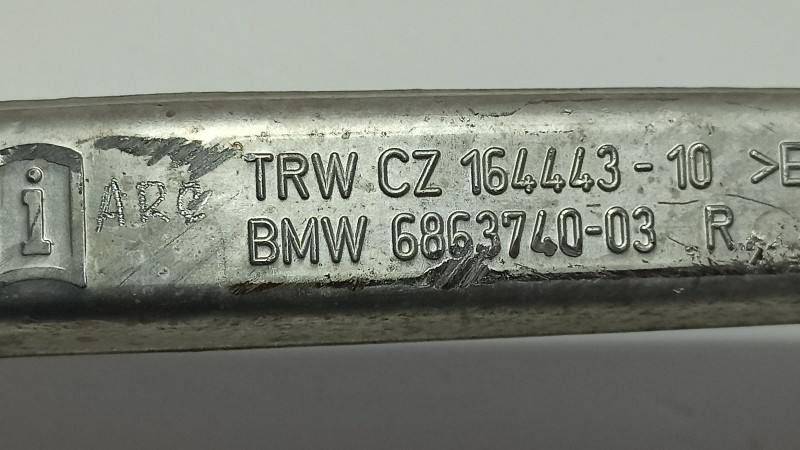 i
ARC
TRW CZ 164443-10 >E
BMW 6863740-03 R